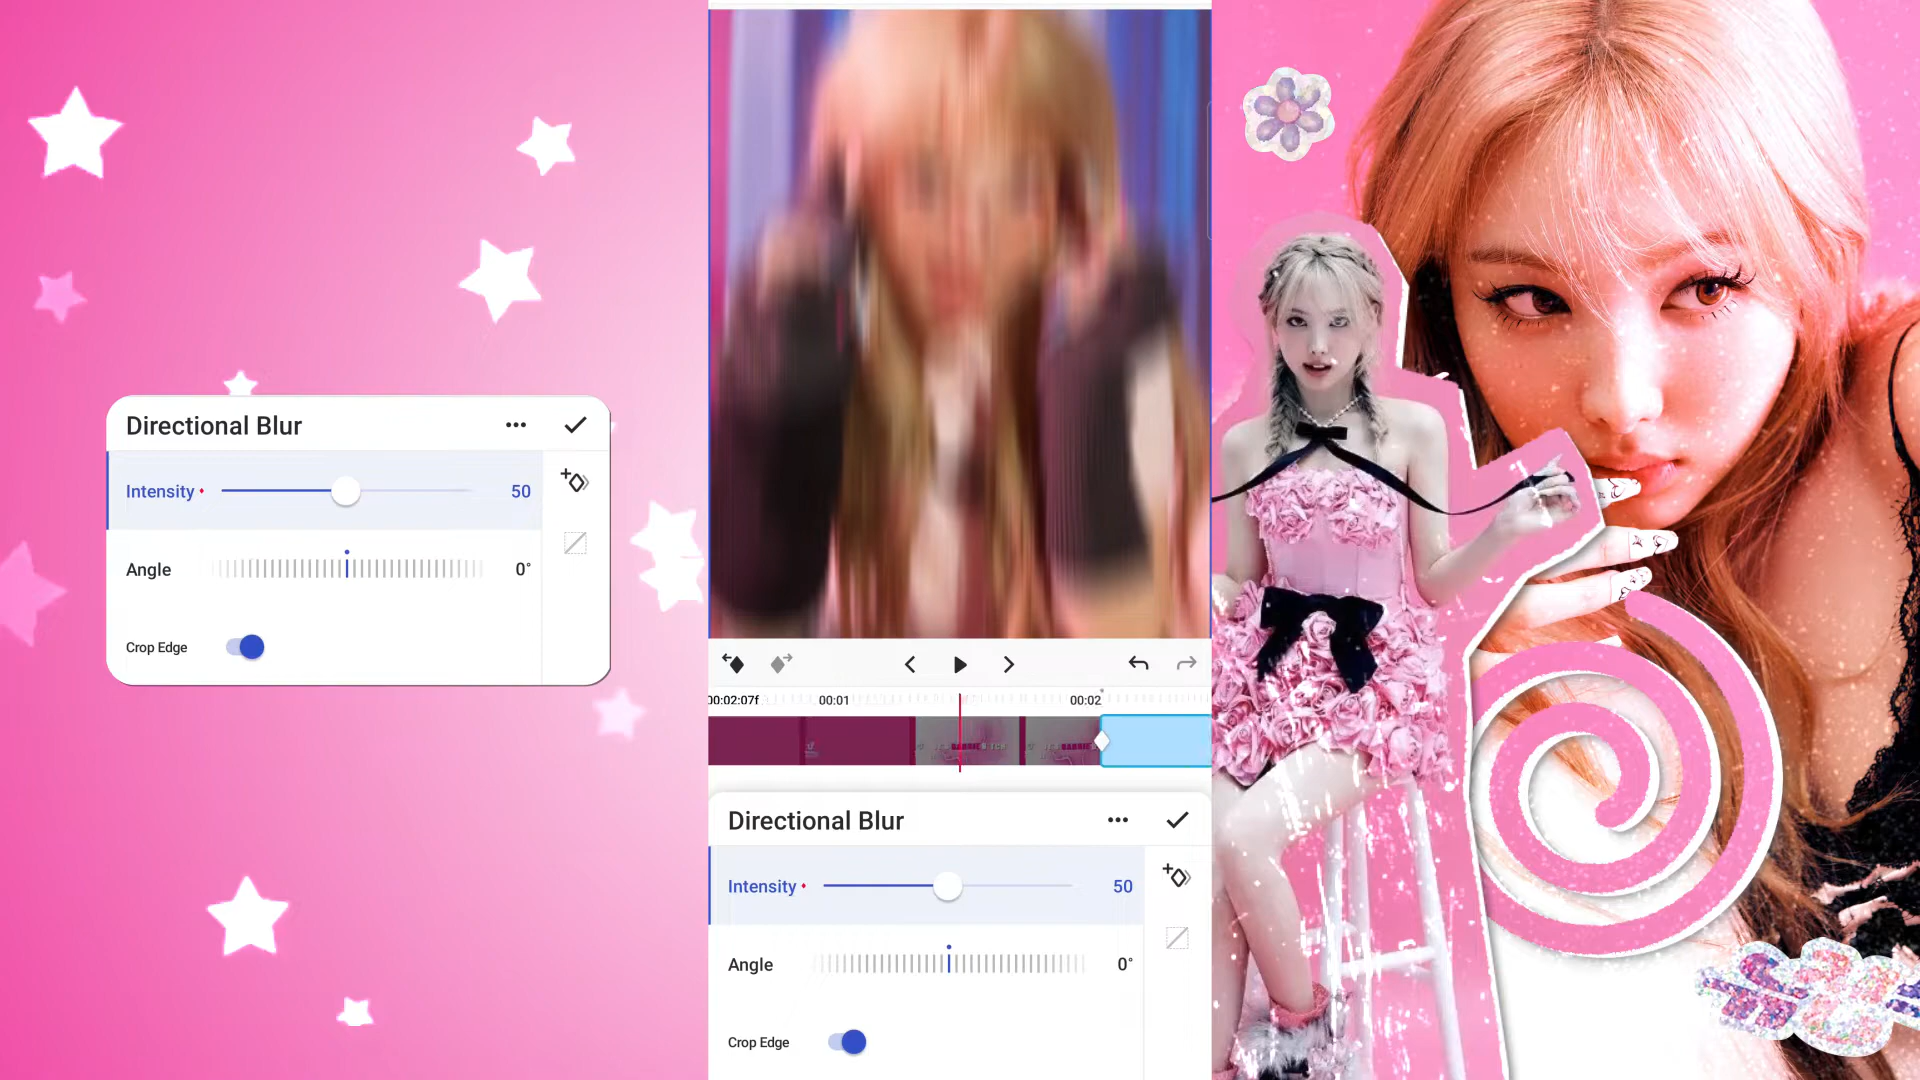 Directional Blur
Intensity 50
Angle 0°
Crop Edge
00:02:07f 00:01 00:02
BARBIE
Directional Blur
Intensity 50
Angle 0°
Crop Edge